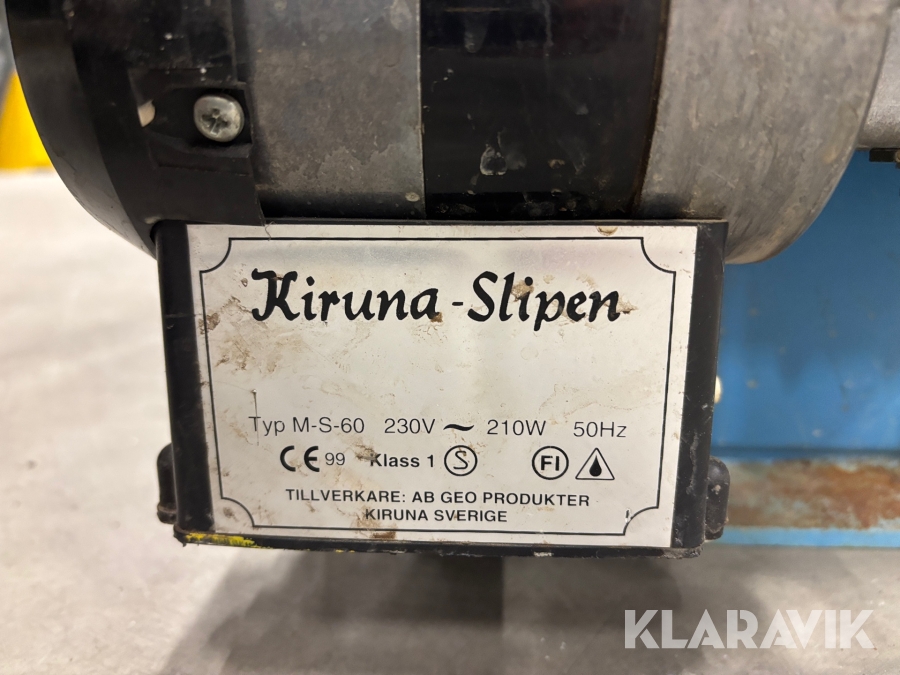 Kiruna-Slipen
Typ M-S-60 230V ~ 210W 50Hz
CE 99 Klass 1 S FI
TILLVERKARE: AB GEO PRODUKTER
KIRUNA SVERIGE
KLARAVIK